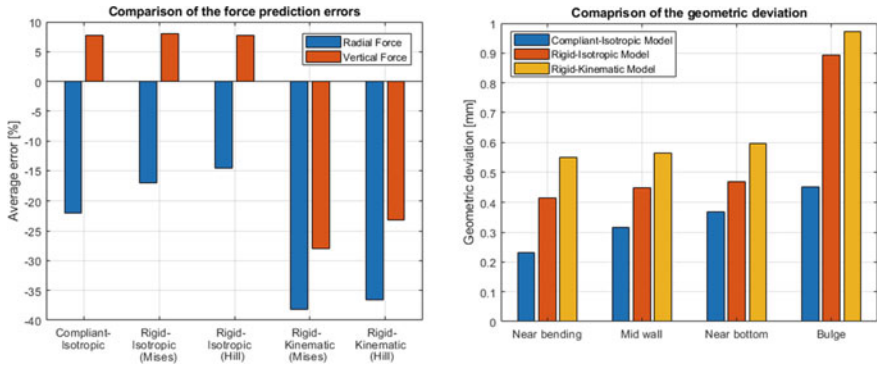 Comparison of the force prediction errors
10
5
0
-5
-10
-15
-20
-25
-30
-35
-40
Average error [%]
Radial Force
Vertical Force
Compliant-
Isotropic
Rigid-
Isotropic
(Mises)
Rigid-
Isotropic
(Hill)
Rigid-
Kinematic
(Mises)
Rigid-
Kinematic
(Hill)
Comaprison of the geometric deviation
1
0.9
0.8
0.7
0.6
0.5
0.4
0.3
0.2
0.1
0
Geometric deviation [mm]
Compliant-Isotropic Model
Rigid-Isotropic Model
Rigid-Kinematic Model
Near bending
Mid wall
Near bottom
Bulge